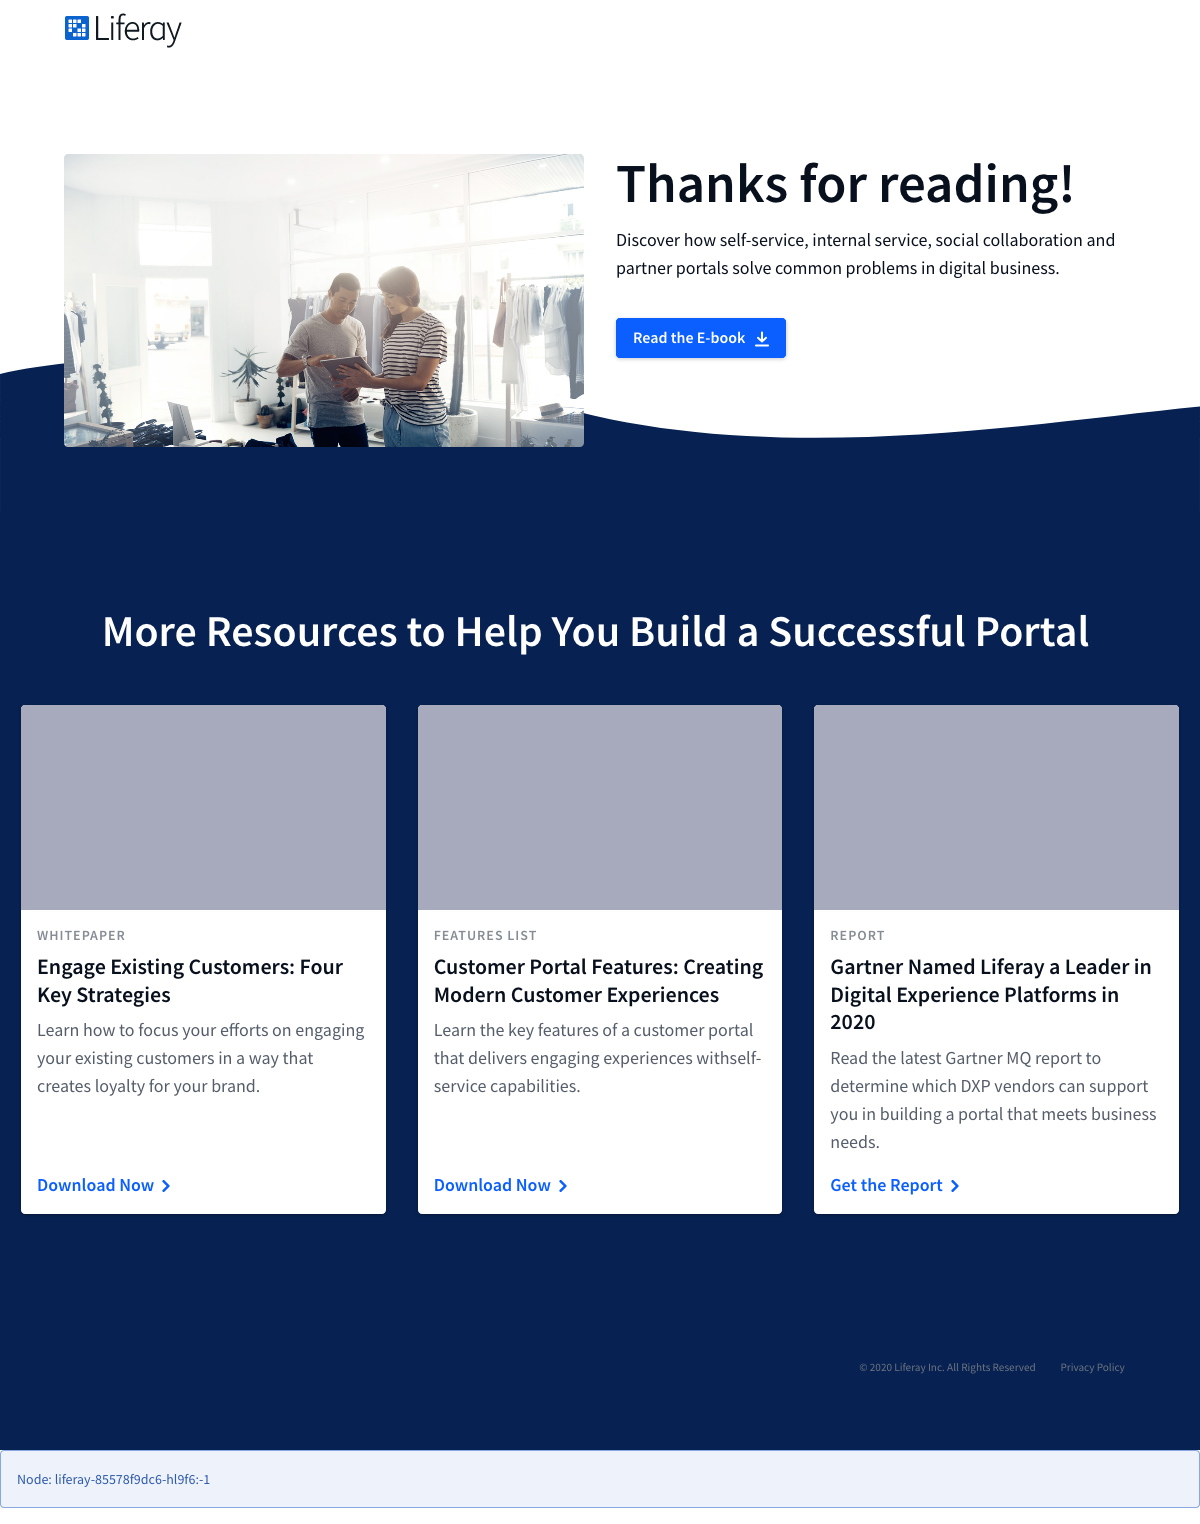 Liferay
Thanks for reading!
Discover how self-service, internal service, social collaboration and
partner portals solve common problems in digital business.
Read the E-book
More Resources to Help You Build a Successful Portal
WHITEPAPER
Engage Existing Customers: Four
Key Strategies
Learn how to focus your efforts on engaging
your existing customers in a way that
creates loyalty for your brand.
Download Now
FEATURES LIST
Customer Portal Features: Creating
Modern Customer Experiences
Learn the key features of a customer portal
that delivers engaging experiences withself-
service capabilities.
Download Now
REPORT
Gartner Named Liferay a Leader in
Digital Experience Platforms in
2020
Read the latest Gartner MQ report to
determine which DXP vendors can support
you in building a portal that meets business
needs.
Get the Report
© 2020 Liferay Inc. All Rights Reserved
Privacy Policy
Node: liferay-85578f9dc6-hl9f6:-1